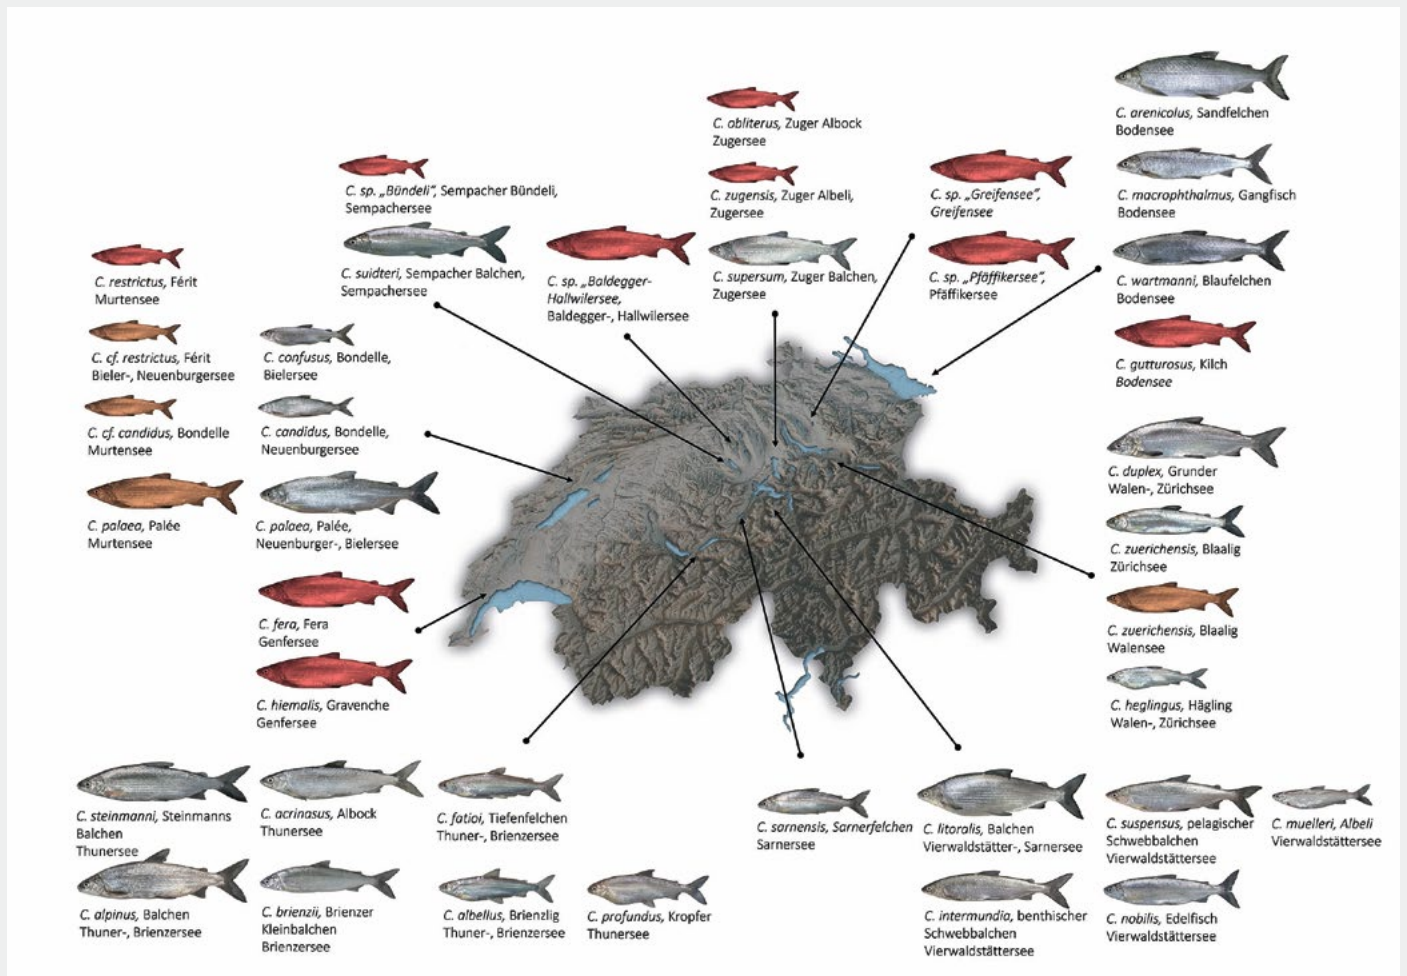 C. obliterus, Zuger Albock
Zugersee
C. arenicolus, Sandfelchen
Bodensee
C. sp. „Bündeli“, Sempacher Bündeli,
Sempachersee
C. zugensis, Zuger Albeli,
Zugersee
C. sp. „Greifensee“,
Greifensee
C. macrophthalmus, Gangfisch
Bodensee
C. restrictus, Férit
Murtensee
C. suidteri, Sempacher Balchen,
Sempachersee
C. sp. „Baldegger-
Hallwilersee,
Baldegger-, Hallwilersee
C. supersum, Zuger Balchen,
Zugersee
C. sp. „Pfäffikersee“,
Pfäffikersee
C. wartmanni, Blaufelchen
Bodensee
C. cf. restrictus, Férit
Bieler-, Neuenburgersee
C. confusus, Bondelle,
Bielersee
C. gutturosus, Kilch
Bodensee
C. cf. candidus, Bondelle
Murtensee
C. candidus, Bondelle,
Neuenburgersee
C. duplex, Grunder
Walen-, Zürichsee
C. palaea, Palée
Murtensee
C. palaea, Palée,
Neuenburger-, Bielersee
C. zuerichensis, Blaalig
Zürichsee
C. fera, Fera
Genfersee
C. zuerichensis, Blaalig
Walensee
C. hiemalis, Gravenche
Genfersee
C. heglingus, Hägling
Walen-, Zürichsee
C. steinmanni, Steinmanns
Balchen
Thunersee
C. acrinasus, Albock
Thunersee
C. fatioi, Tiefenfelchen
Thuner-, Brienzersee
C. sarnensis, Sarnerfelchen
Sarnersee
C. litoralis, Balchen
Vierwaldstätter-, Sarnersee
C. suspensus, pelagischer
Schwebbalchen
Vierwaldstättersee
C. muelleri, Albeli
Vierwaldstättersee
C. alpinus, Balchen
Thuner-, Brienzersee
C. brienzii, Brienzer
Kleinbalchen
Brienzersee
C. albellus, Brienzlig
Thuner-, Brienzersee
C. profundus, Kropfer
Thunersee
C. intermundia, benthischer
Schwebbalchen
Vierwaldstättersee
C. nobilis, Edelfisch
Vierwaldstättersee